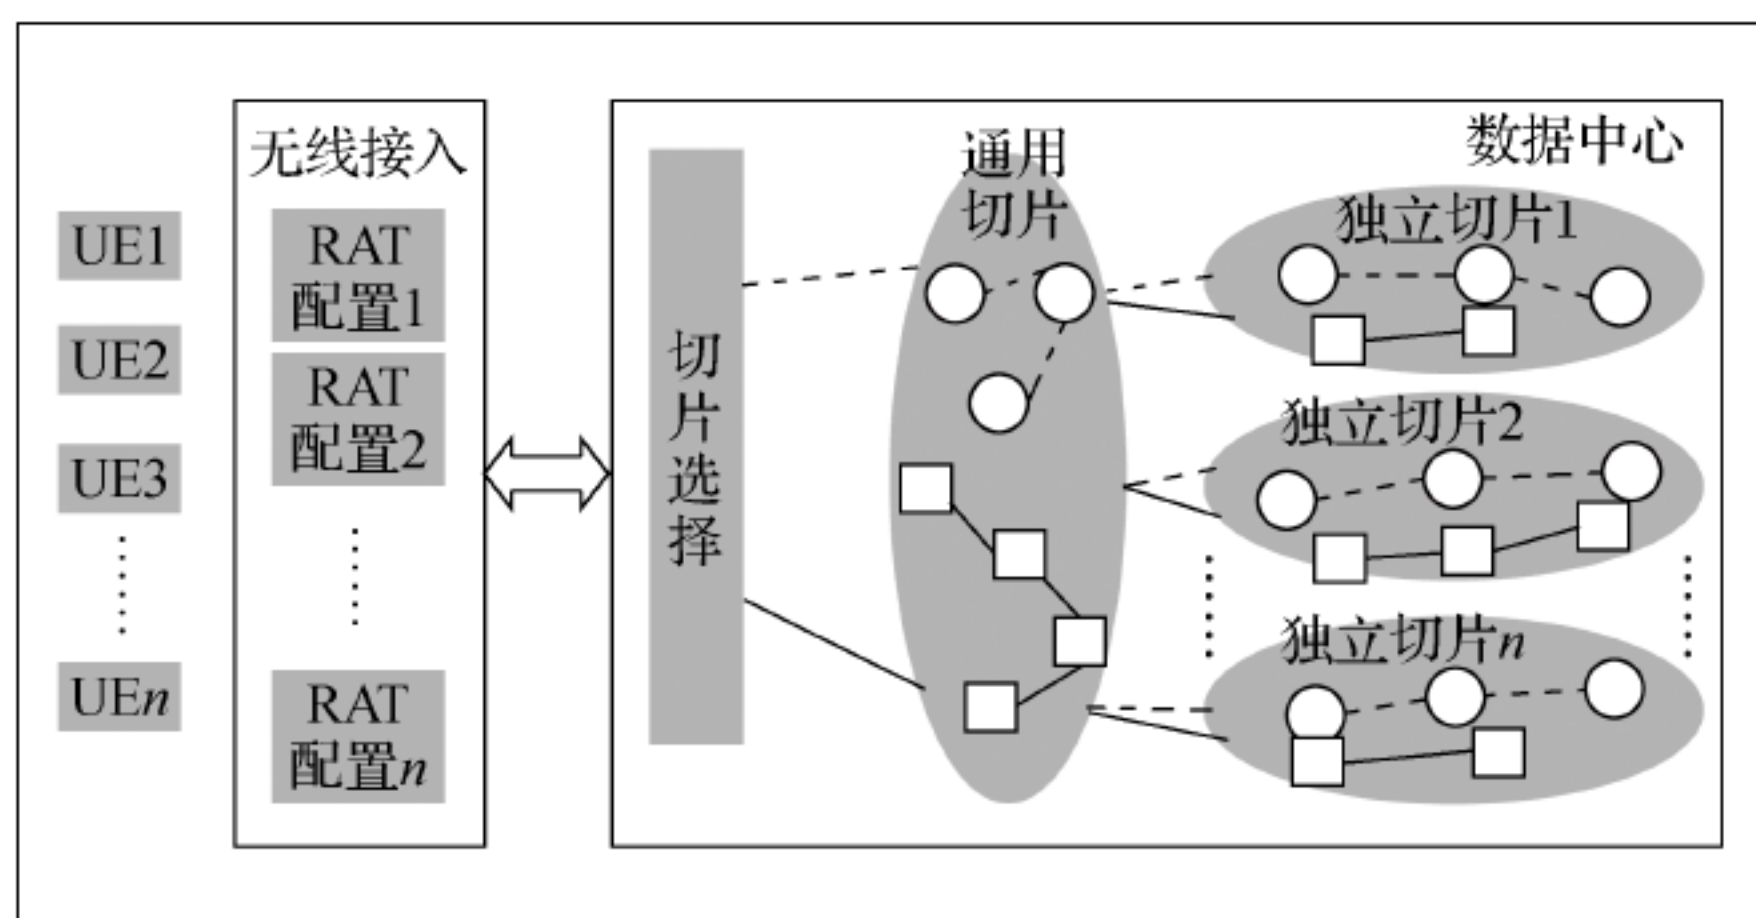 UE1
UE2
UE3
UEn
无线接入
RAT
配置1
RAT
配置2
RAT
配置n
切
片
选
择
通用
切片
数据中心
独立切片1
独立切片2
独立切片n